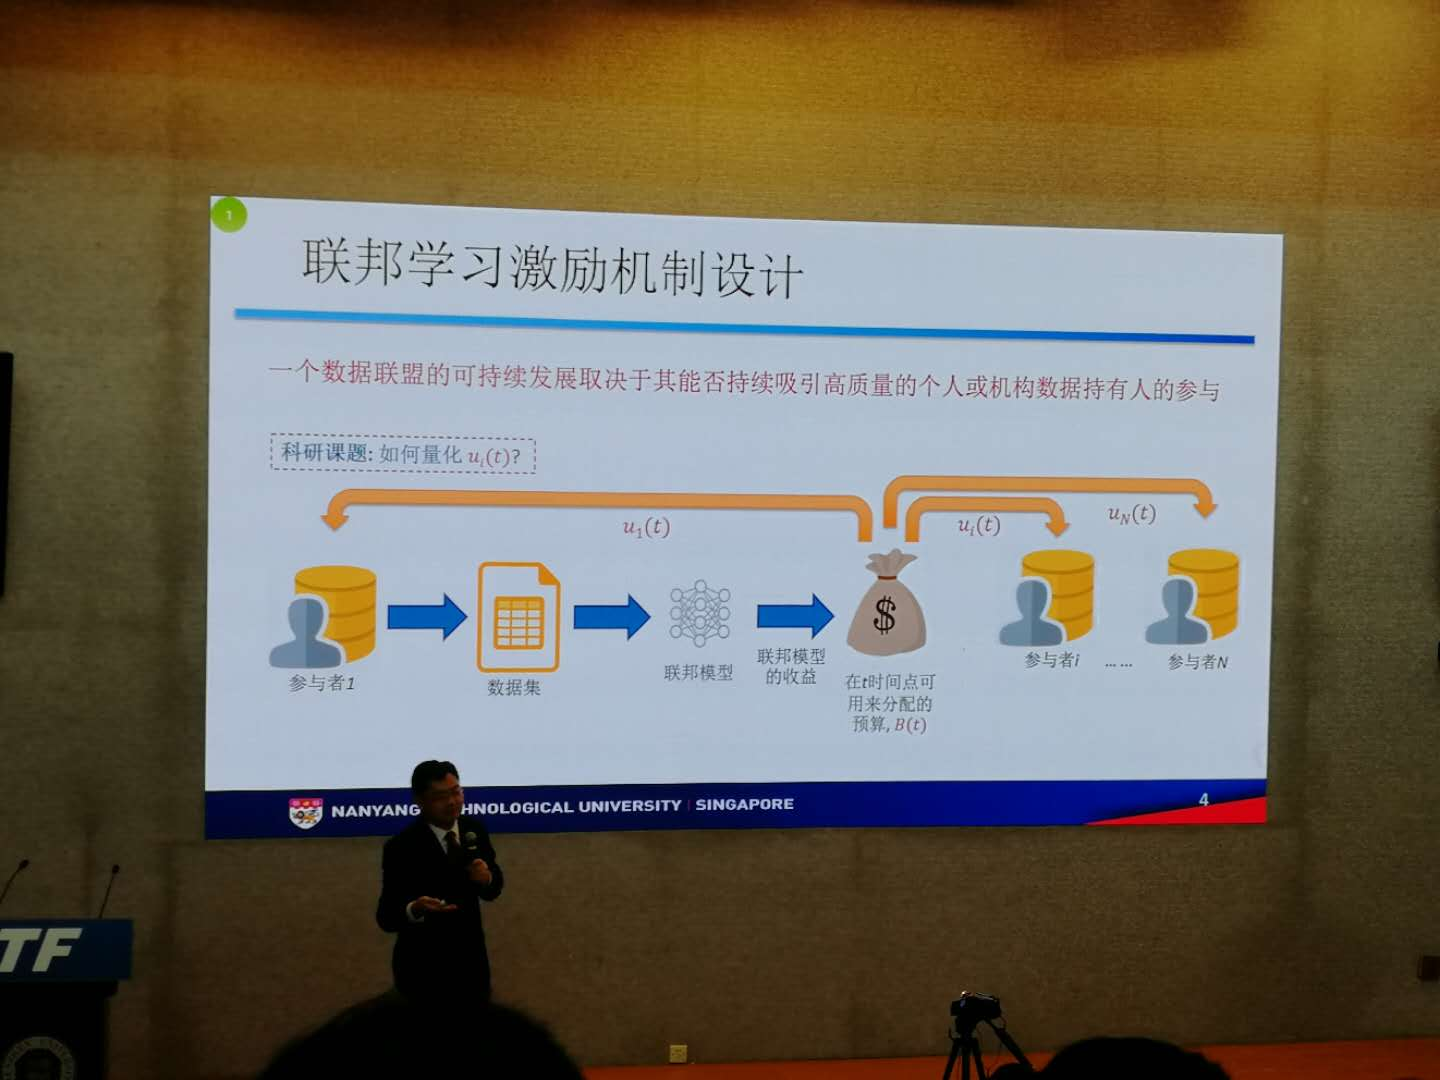 1
联邦学习激励机制设计
一个数据联盟的可持续发展取决于其能否持续吸引高质量的个人或机构数据持有人的参与
科研课题: 如何量化 uᵢ(t)?
u₁(t)
uᵢ(t)
u_N(t)
$
参与者1
数据集
联邦模型
联邦模型
的收益
在t时间点可
用来分配的
预算, B(t)
参与者i
……
参与者N
NANYANG HNOLOGICAL UNIVERSITY | SINGAPORE
4
TF